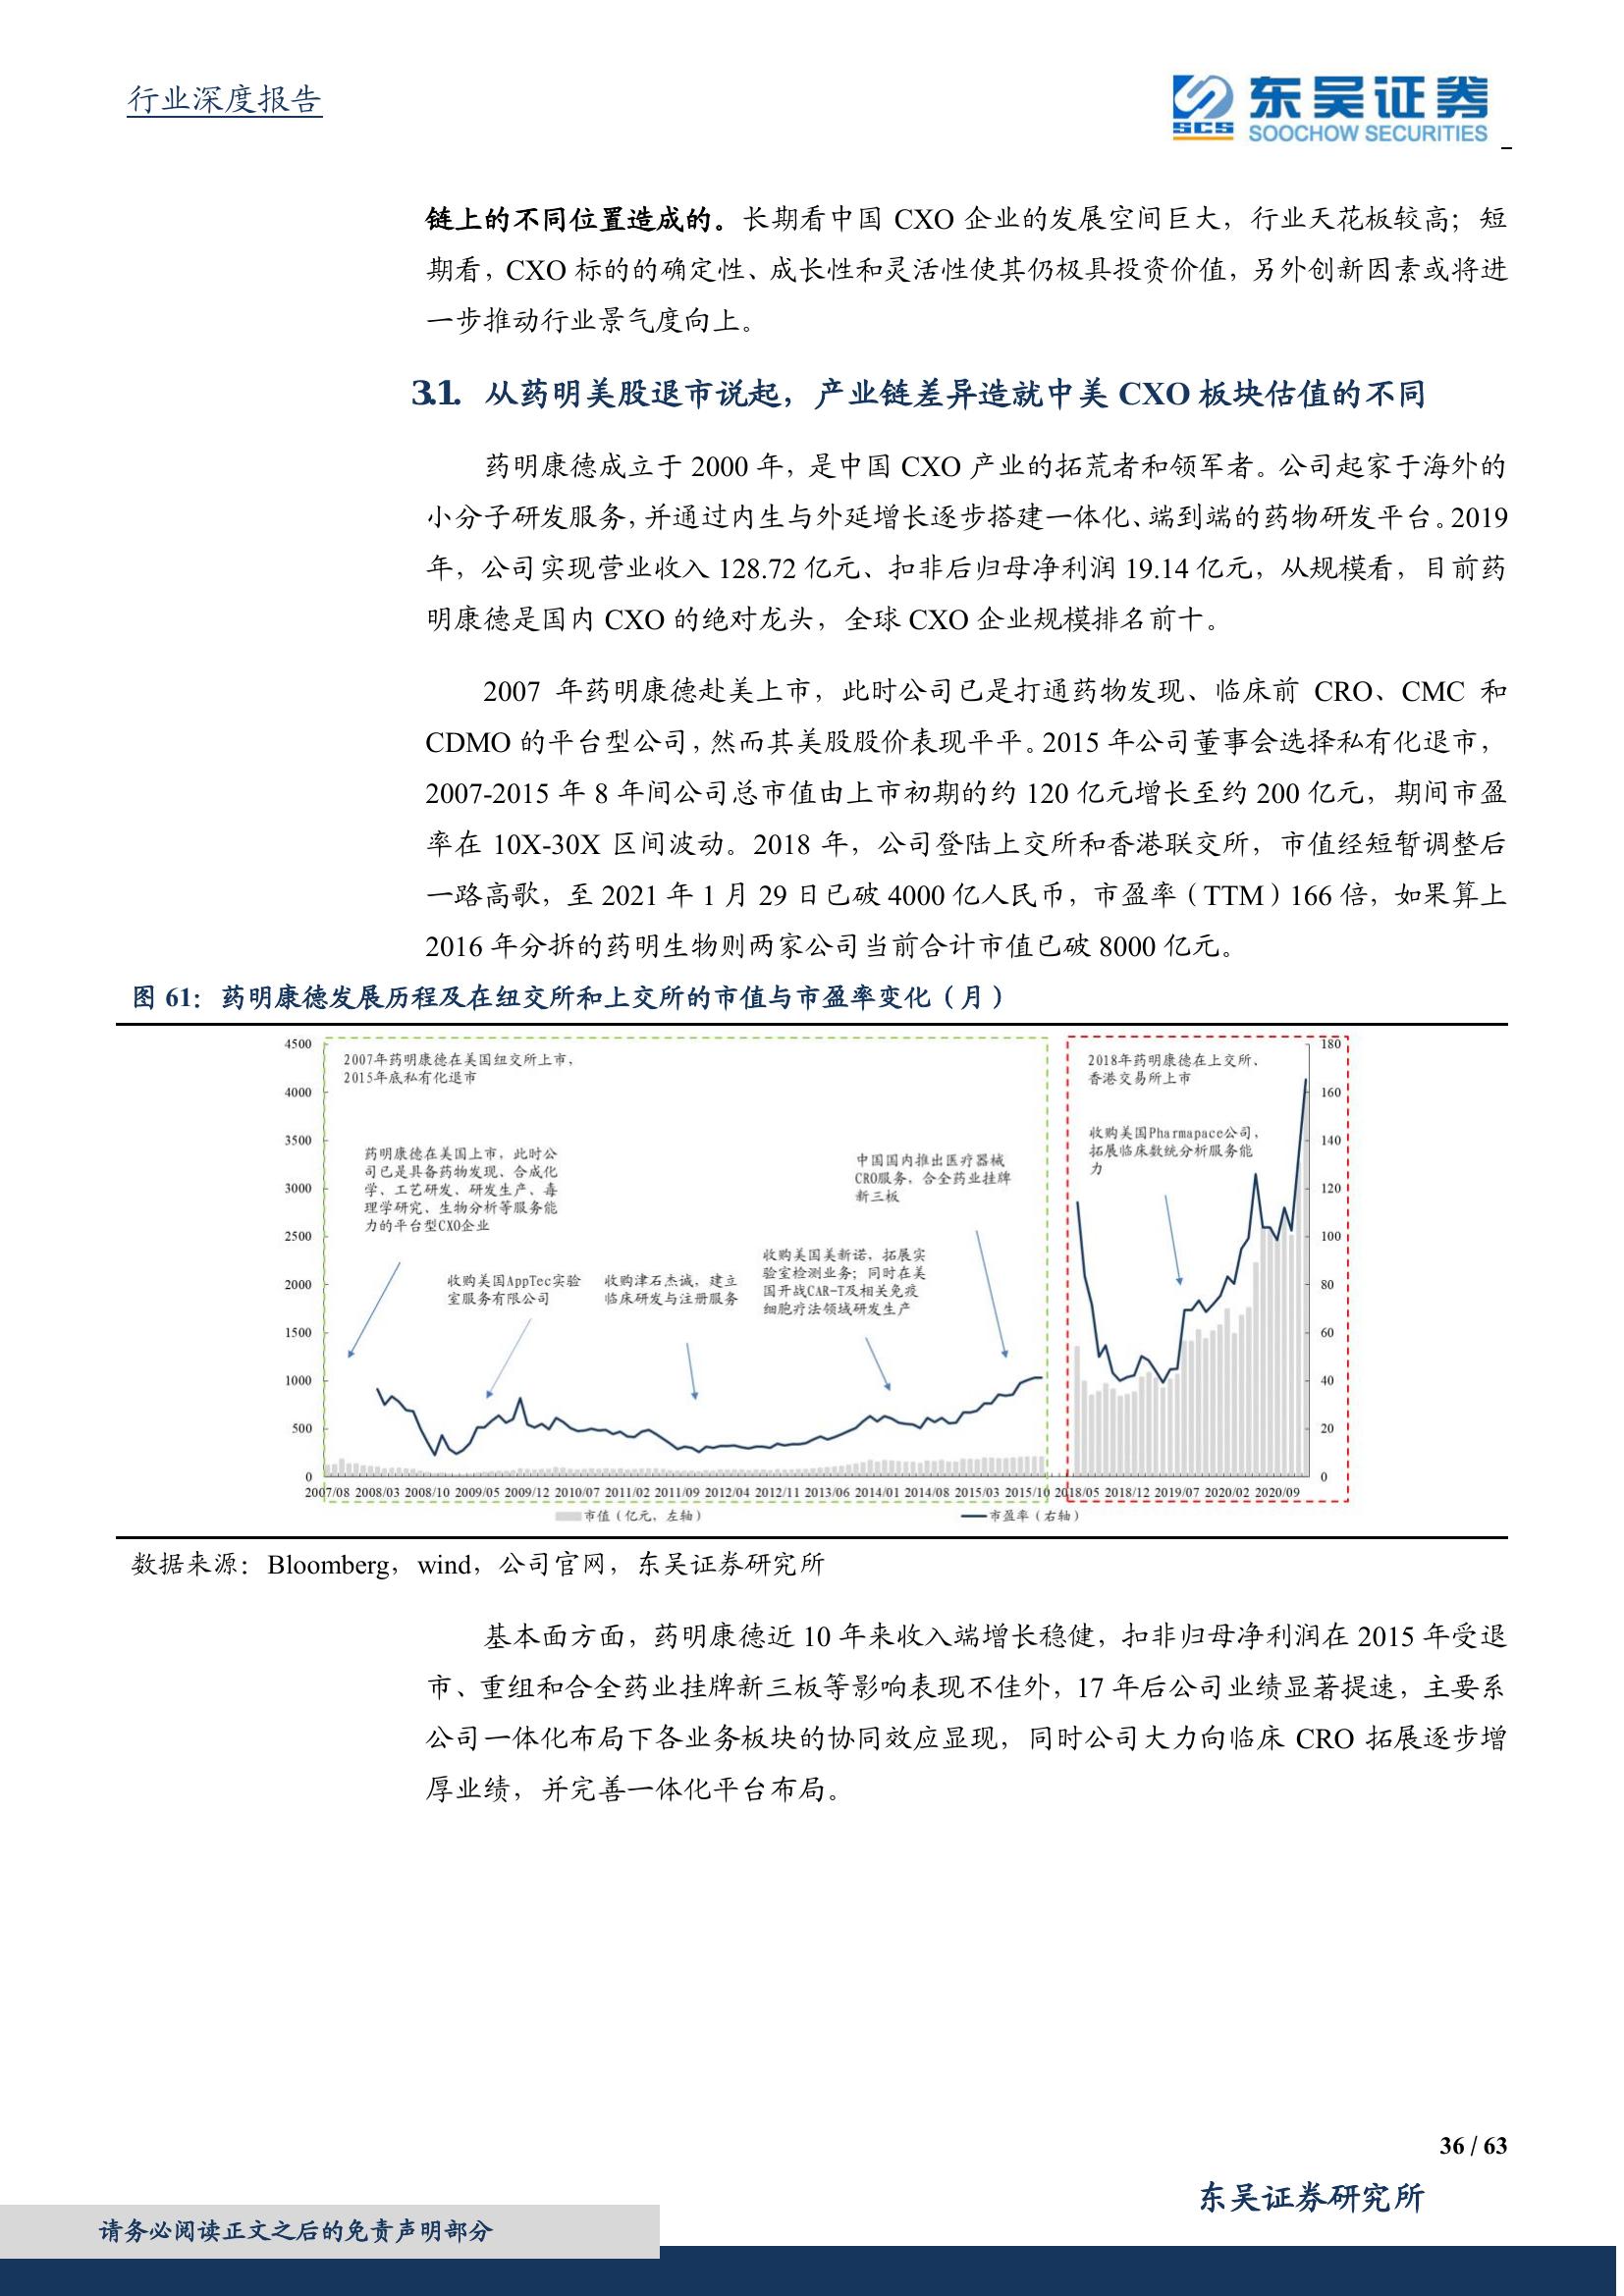 行业深度报告
SCS
东吴证券
SOOCHOW SECURITIES
链上的不同位置造成的。长期看中国 CXO 企业的发展空间巨大，行业天花板较高；短
期看，CXO 标的的确定性、成长性和灵活性使其仍极具投资价值，另外创新因素或将进
一步推动行业景气度向上。
3.1. 从药明美股退市说起，产业链差异造就中美 CXO 板块估值的不同
药明康德成立于 2000 年，是中国 CXO 产业的拓荒者和领军者。公司起家于海外的
小分子研发服务，并通过内生与外延增长逐步搭建一体化、端到端的药物研发平台。2019
年，公司实现营业收入 128.72 亿元、扣非后归母净利润 19.14 亿元，从规模看，目前药
明康德是国内 CXO 的绝对龙头，全球 CXO 企业规模排名前十。
2007 年药明康德赴美上市，此时公司已是打通药物发现、临床前 CRO、CMC 和
CDMO 的平台型公司，然而其美股股价表现平平。2015 年公司董事会选择私有化退市，
2007-2015 年 8 年间公司总市值由上市初期的约 120 亿元增长至约 200 亿元，期间市盈
率在 10X-30X 区间波动。2018 年，公司登陆上交所和香港联交所，市值经短暂调整后
一路高歌，至 2021 年 1 月 29 日已破 4000 亿人民币，市盈率（TTM）166 倍，如果算上
2016 年分拆的药明生物则两家公司当前合计市值已破 8000 亿元。
图 61：药明康德发展历程及在纽交所和上交所的市值与市盈率变化（月）
4500
4000
3500
3000
2500
2000
1500
1000
500
0
2007年药明康德在美国纽交所上市，
2015年底私有化退市
药明康德在美国上市，此时公
司已是具备药物发现、合成化
学、工艺研发、研发生产、毒
理学研究、生物分析等服务能
力的平台型CXO企业
收购美国AppTec实验
室服务有限公司
收购津石杰诚，建立
临床研发与注册服务
收购美国美新诺，拓展实
验室检测业务；同时在美
国开战CAR-T及相关免疫
细胞疗法领域研发生产
中国国内推出医疗器械
CRO服务，合全药业挂牌
新三板
2018年药明康德在上交所、
香港交易所上市
收购美国Pharmapace公司，
拓展临床数统分析服务能
力
180
160
140
120
100
80
60
40
20
0
2007/08 2008/03 2008/10 2009/05 2009/12 2010/07 2011/02 2011/09 2012/04 2012/11 2013/06 2014/01 2014/08 2015/03 2015/10 2018/05 2018/12 2019/07 2020/02 2020/09
市值（亿元，左轴） 市盈率（右轴）
数据来源：Bloomberg，wind，公司官网，东吴证券研究所
基本面方面，药明康德近 10 年来收入端增长稳健，扣非归母净利润在 2015 年受退
市、重组和合全药业挂牌新三板等影响表现不佳外，17 年后公司业绩显著提速，主要系
公司一体化布局下各业务板块的协同效应显现，同时公司大力向临床 CRO 拓展逐步增
厚业绩，并完善一体化平台布局。
36 / 63
东吴证券研究所
请务必阅读正文之后的免责声明部分